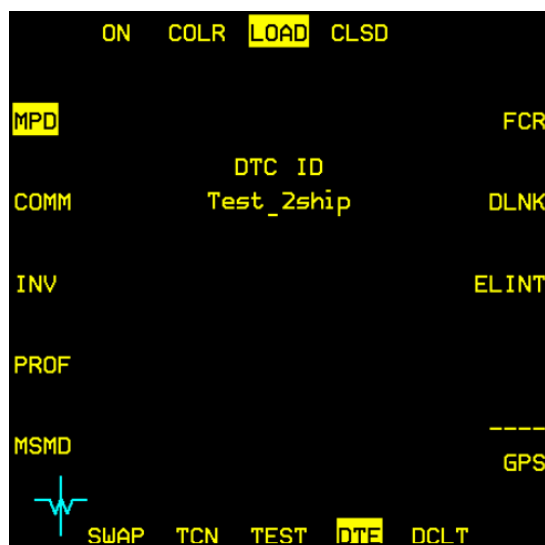 ON COLR LOAD CLSD
MPD FCR
DTC ID
COMM Test_2ship DLNK
INV ELINT
PROF
----
MSMD GPS
SWAP TCN TEST DTE DCLT